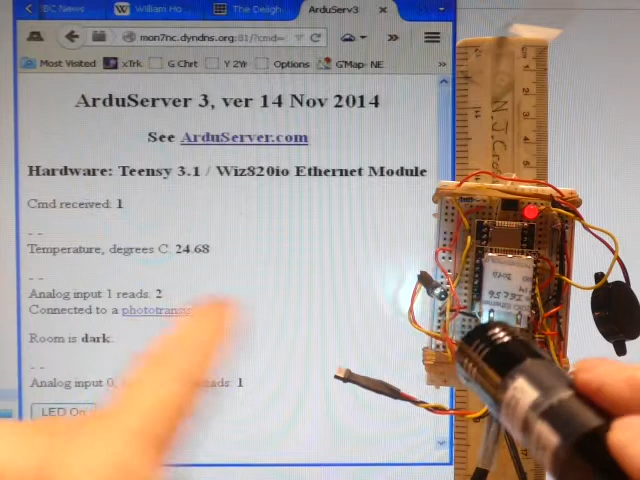 BC News
William Ho...
The Deligh
ArduServ3
mon7nc.dyndns.org:81/?cmd=
Most Visited xTrk G Chrt Y 2Yr Options G'Map- NE
ArduServer 3, ver 14 Nov 2014
See ArduServer.com
Hardware: Teensy 3.1 / Wiz820io Ethernet Module
Cmd received: 1
- -
Temperature, degrees C. 24.68
- -
Analog input 1 reads: 2
Connected to a phototransi
Room is dark.
- -
Analog input 0, reads: 1
LED On
N.J.